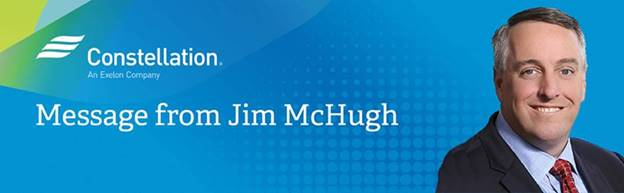 Constellation®
An Exelon Company
Message from Jim McHugh